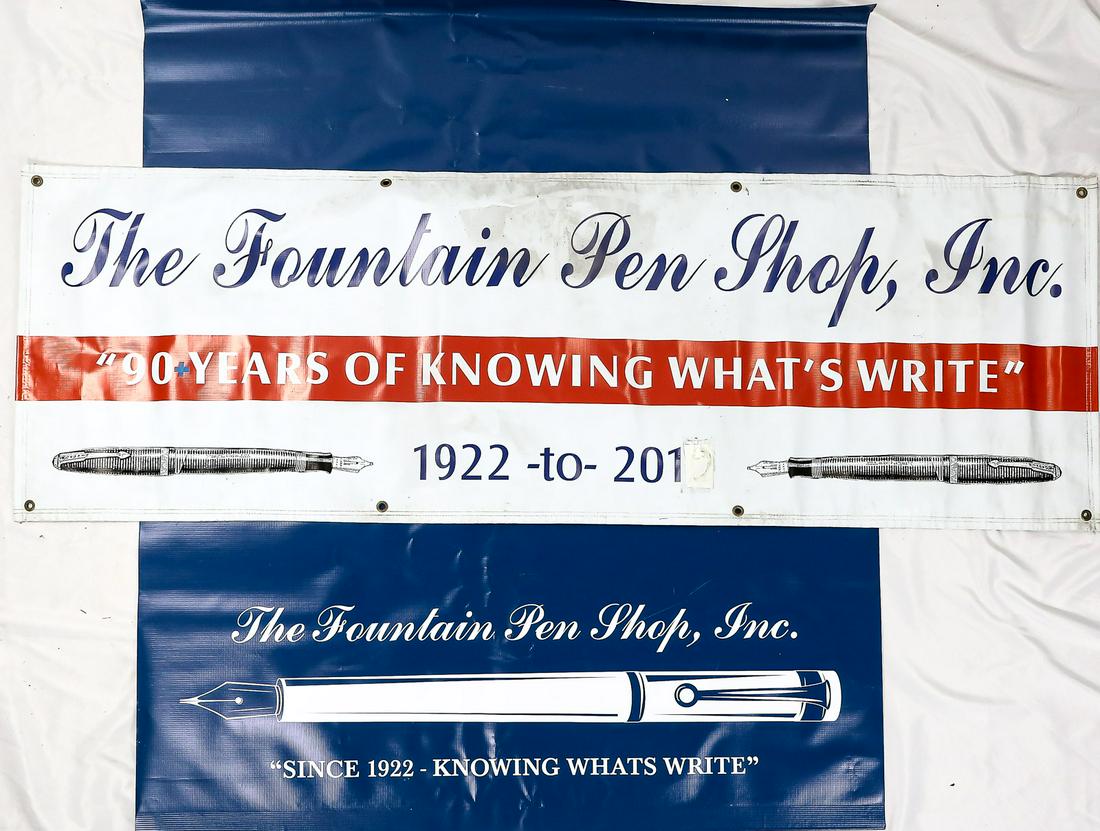 The Fountain Pen Shop, Inc.
"90+YEARS OF KNOWING WHAT'S WRITE"
1922 -to- 201
The Fountain Pen Shop, Inc.
"SINCE 1922 - KNOWING WHATS WRITE"